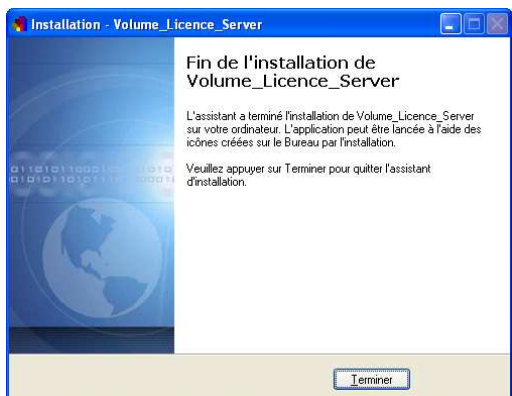 Installation - Volume_Licence_Server
Fin de l'installation de
Volume_Licence_Server
L'assistant a terminé l'installation de Volume_Licence_Server
sur votre ordinateur. L'application peut être lancée à l'aide des
icônes créées sur le Bureau par l'installation.
Veuillez appuyer sur Terminer pour quitter l'assistant
d'installation.
Terminer